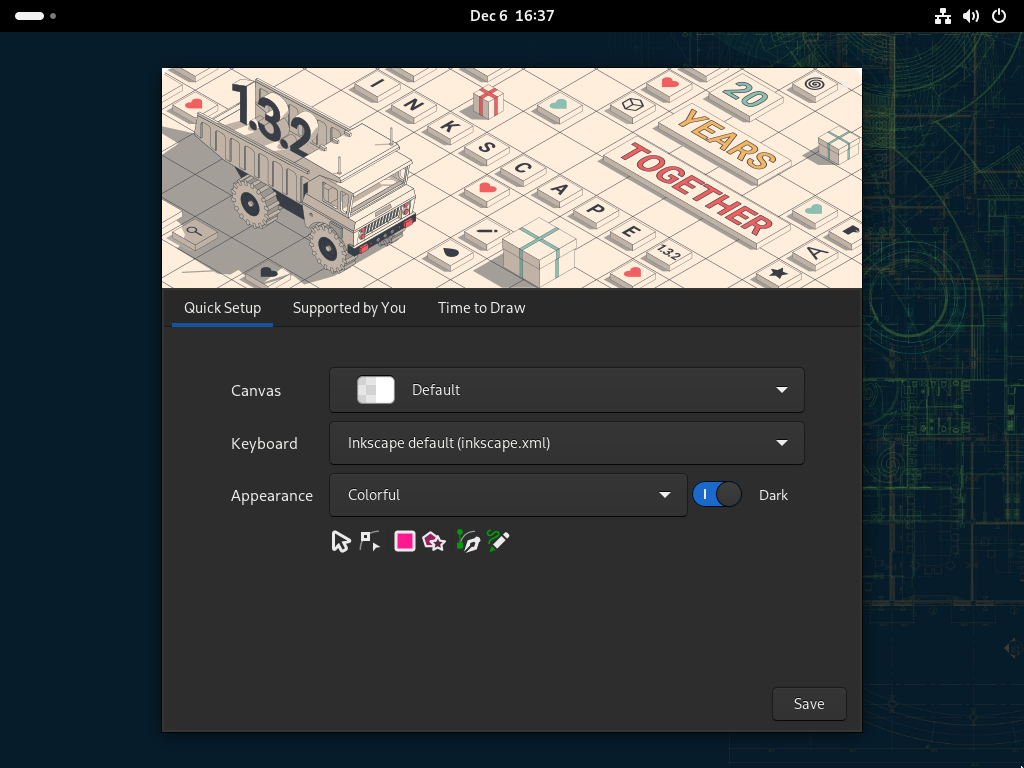 Dec 6 16:37
1.3.2
INKSCAPE
1.3.2
20
YEARS
TOGETHER
!
A
Quick Setup
Supported by You
Time to Draw
Canvas
Default
Keyboard
Inkscape default (inkscape.xml)
Appearance
Colorful
Dark
Save